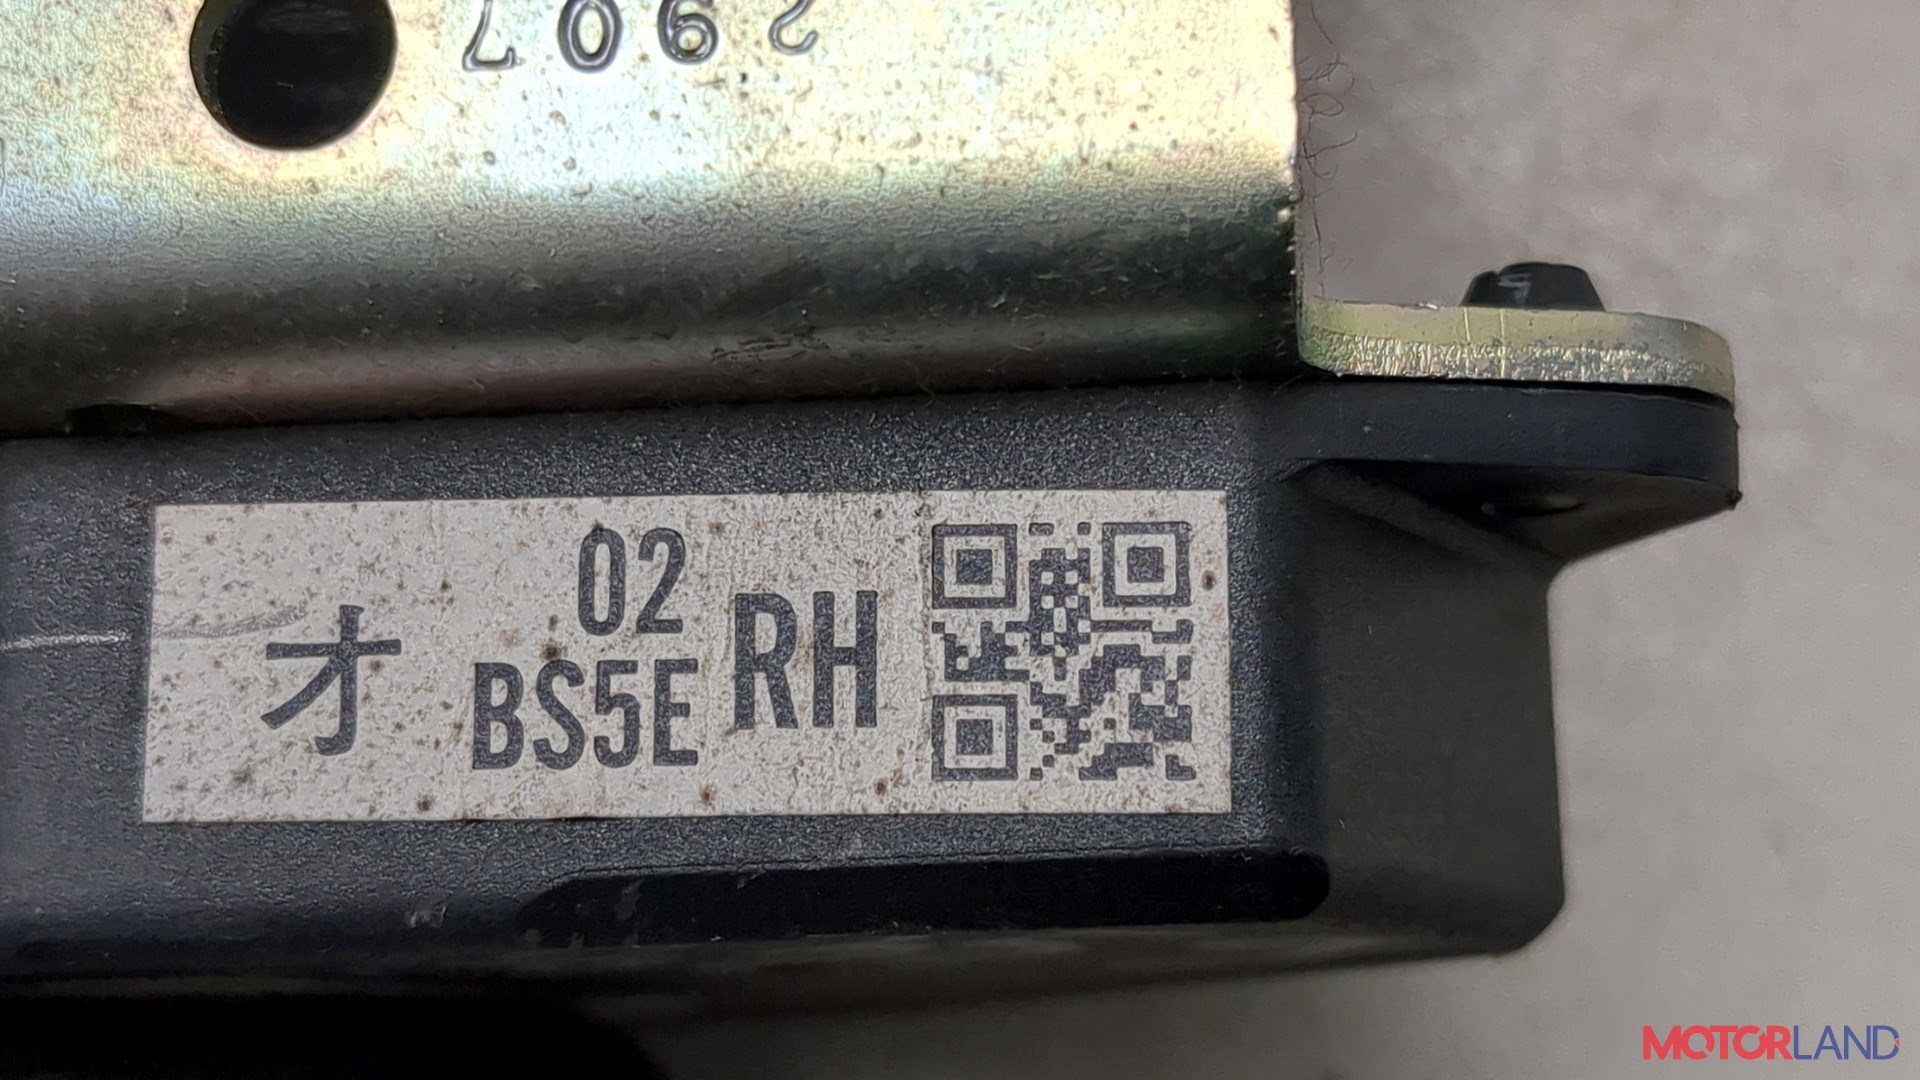 2907
オ
02
BS5E
RH
MOTORLAND